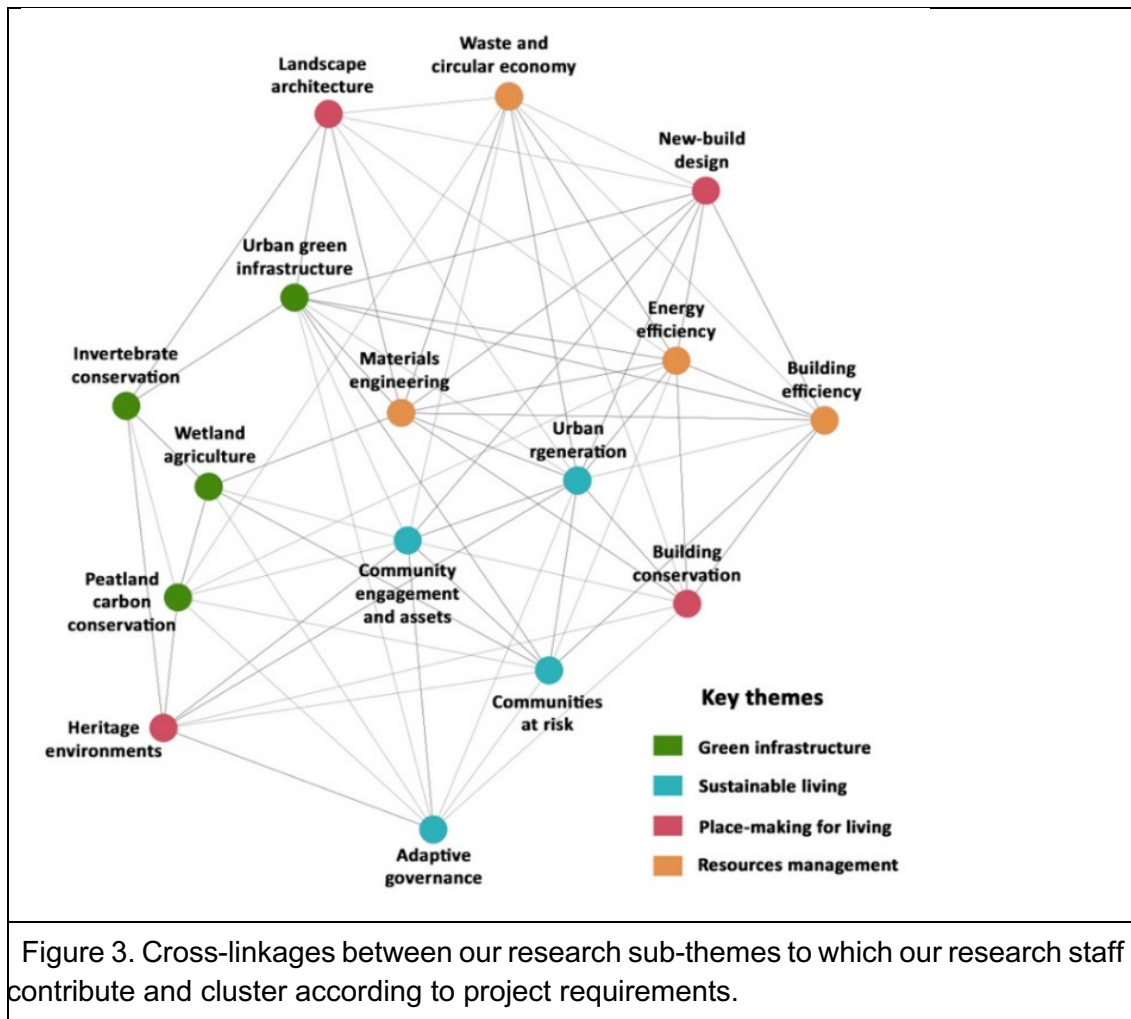 Waste and
circular economy
Landscape
architecture
New-build
design
Urban green
infrastructure
Energy
efficiency
Invertebrate
conservation
Materials
engineering
Building
efficiency
Wetland
agriculture
Urban
rgeneration
Building
conservation
Peatland
carbon
conservation
Community
engagement
and assets
Communities
at risk
Heritage
environments
Adaptive
governance
Key themes
Green infrastructure
Sustainable living
Place-making for living
Resources management
Figure 3. Cross-linkages between our research sub-themes to which our research staff
contribute and cluster according to project requirements.